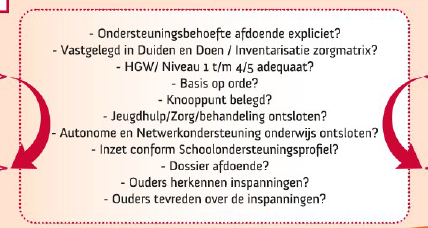 - Ondersteuningsbehoefte afdoende expliciet?
- Vastgelegd in Duiden en Doen / Inventarisatie zorgmatrix?
- HGW/ Niveau 1 t/m 4/5 adequaat?
- Basis op orde?
- Knooppunt belegd?
- Jeugdhulp/Zorg/behandeling ontsloten?
- Autonome en Netwerkondersteuning onderwijs ontsloten?
- Inzet conform Schoolondersteuningsprofiel?
- Dossier afdoende?
- Ouders herkennen inspanningen?
- Ouders tevreden over de inspanningen?